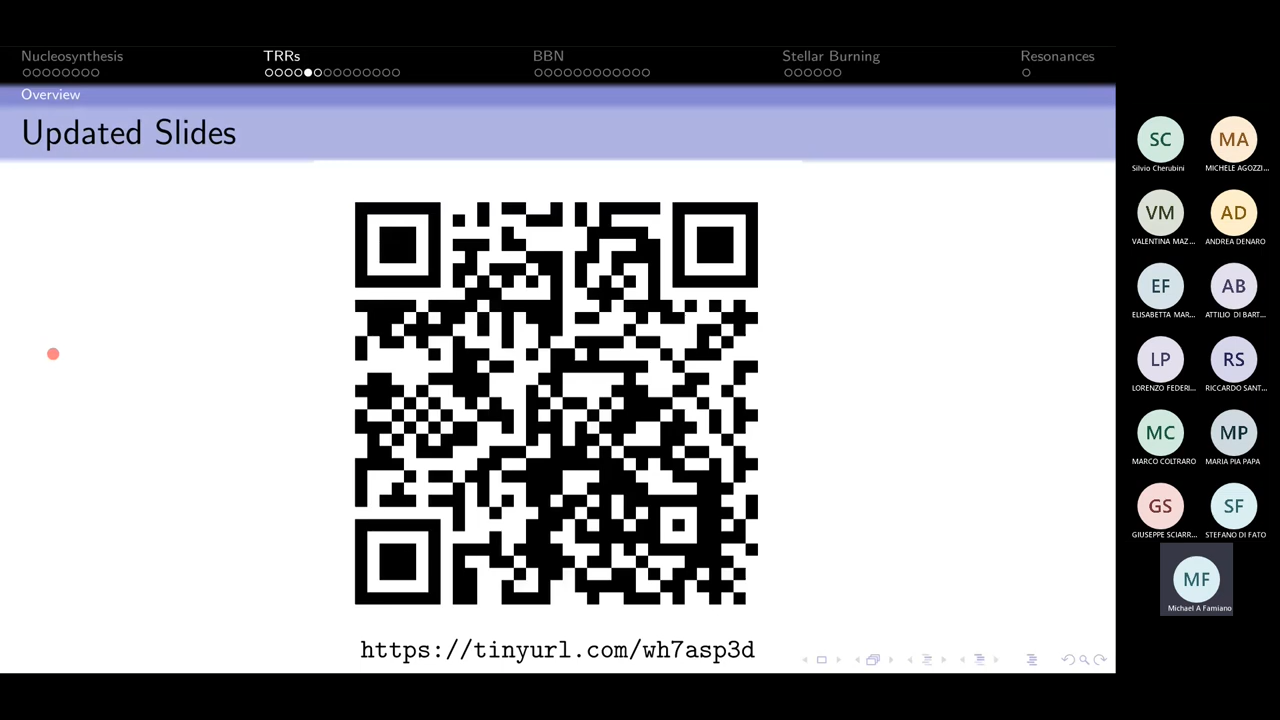 Nucleosynthesis TRRs BBN Stellar Burning Resonances
Overview
Updated Slides
https://tinyurl.com/wh7asp3d
SC MA
Silvio Cherubini MICHELE AGOZZI...
VM AD
VALENTINA MAZ... ANDREA DENARO
EF AB
ELISABETTA MAR... ATTILIO DI BART...
LP RS
LORENZO FEDERI... RICCARDO SANT...
MC MP
MARCO COLTRARO MARIA PIA PAPA
GS SF
GIUSEPPE SCIARR... STEFANO DI FATO
MF
Michael A Famiano